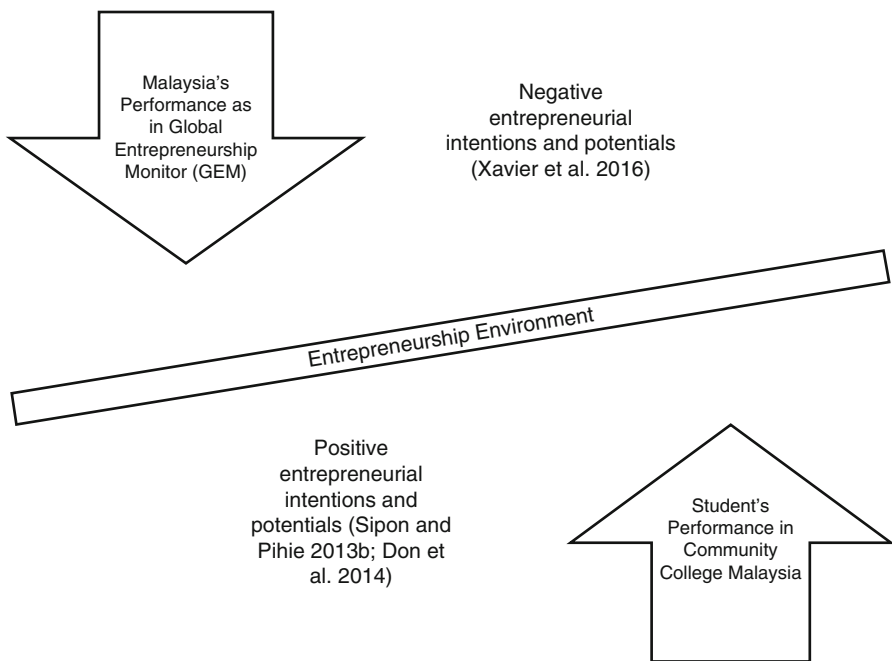 Malaysia's
Performance as
in Global
Entrepreneurship
Monitor (GEM)
Negative
entrepreneurial
intentions and potentials
(Xavier et al. 2016)
Entrepreneurship Environment
Positive
entrepreneurial
intentions and
potentials (Sipon and
Pihie 2013b; Don et
al. 2014)
Student's
Performance in
Community
College Malaysia